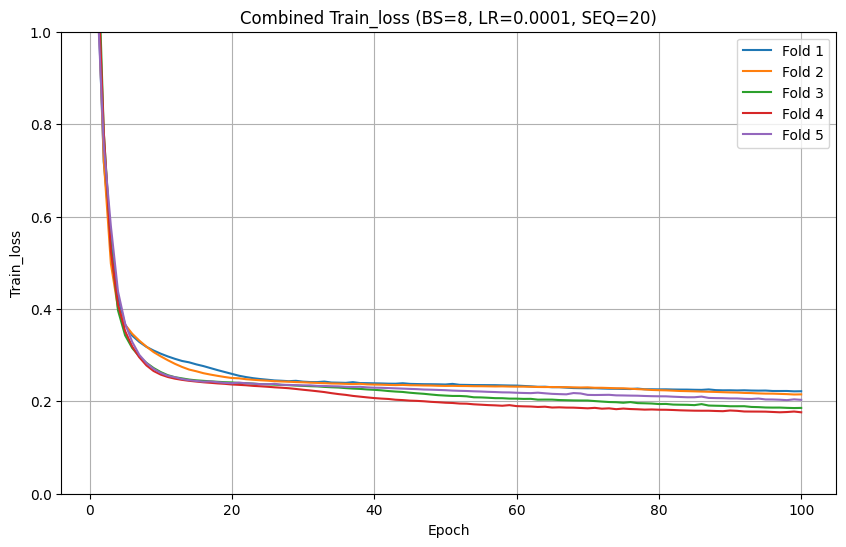 Combined Train_loss (BS=8, LR=0.0001, SEQ=20)
1.0
0.8
0.6
0.4
0.2
0.0
Train_loss
Fold 1
Fold 2
Fold 3
Fold 4
Fold 5
0 20 40 60 80 100
Epoch